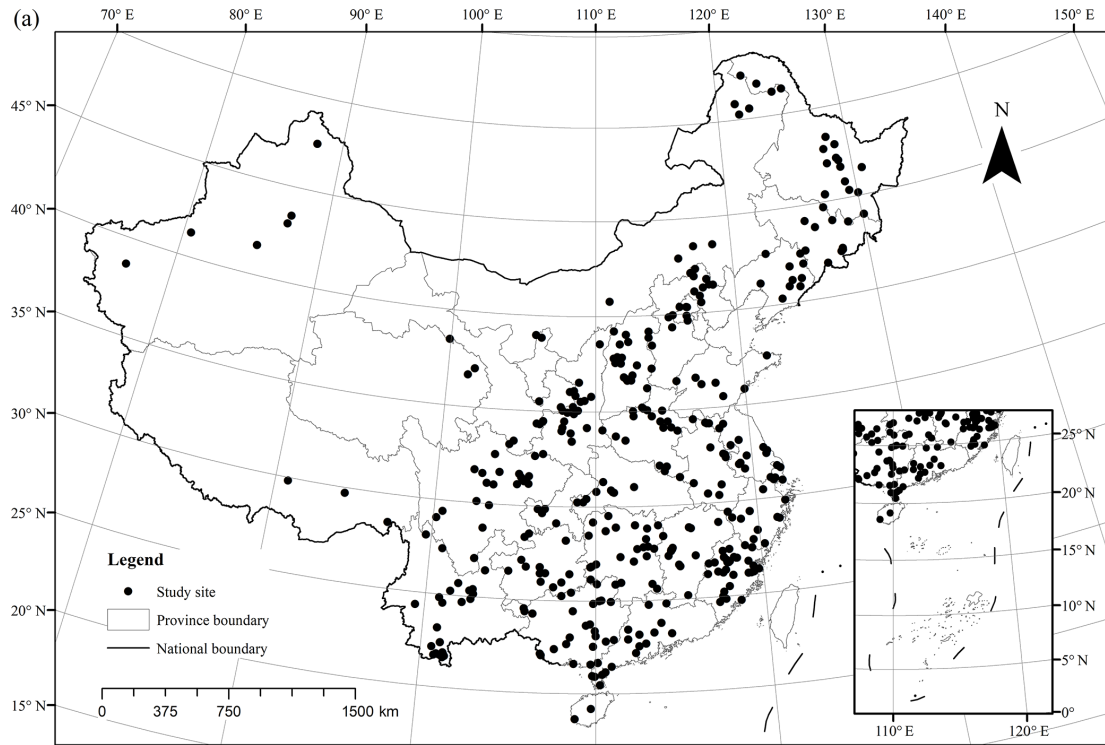 (a)
70° E 80° E 90° E 100° E 110° E 120° E 130° E 140° E 150° E
45° N
40° N
35° N
30° N
25° N
20° N
15° N
N
25° N
20° N
15° N
10° N
5° N
0°
110° E 120° E
Legend
Study site
Province boundary
National boundary
0 375 750 1500 km